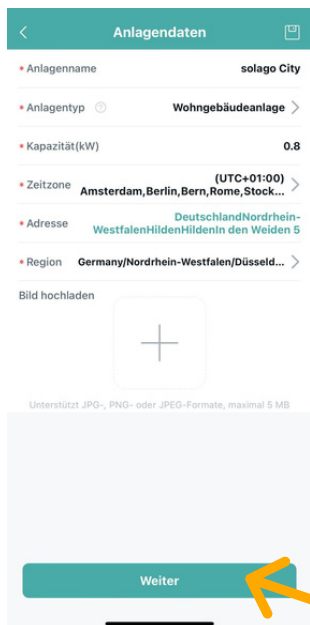 Anlagendaten
* Anlagenname solago City
* Anlagentyp ? Wohngebäudeanlage >
* Kapazität(kW) 0.8
* Zeitzone (UTC+01:00) Amsterdam,Berlin,Bern,Rome,Stock... >
* Adresse DeutschlandNordrhein-
WestfalenHildenHildenIn den Weiden 5
* Region Germany/Nordrhein-Westfalen/Düsseld... >
Bild hochladen
Unterstützt JPG-, PNG- oder JPEG-Formate, maximal 5 MB
Weiter